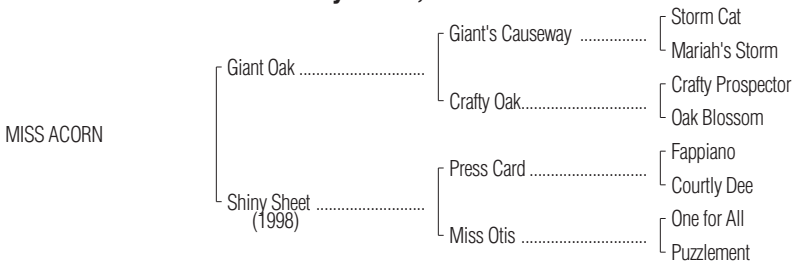 Storm Cat
Giant's Causeway ................
Mariah's Storm
Giant Oak ..............................
Crafty Prospector
Crafty Oak..............................
Oak Blossom
MISS ACORN
Fappiano
Press Card ............................
Courtly Dee
Shiny Sheet ..........................
(1998)
One for All
Miss Otis ..............................
Puzzlement